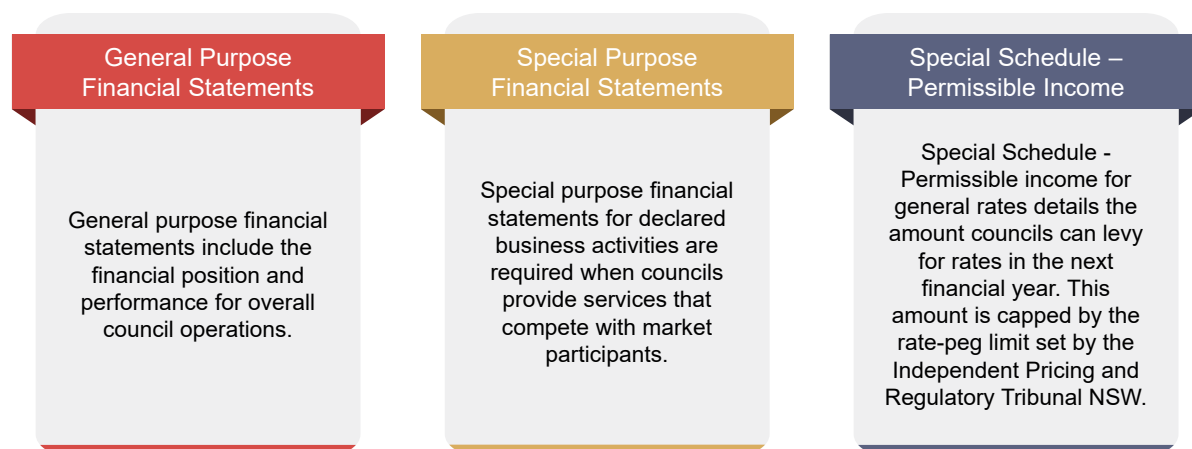 General Purpose
Financial Statements
General purpose financial
statements include the
financial position and
performance for overall
council operations.
Special Purpose
Financial Statements
Special purpose financial
statements for declared
business activities are
required when councils
provide services that
compete with market
participants.
Special Schedule –
Permissible Income
Special Schedule -
Permissible income for
general rates details the
amount councils can levy
for rates in the next
financial year. This
amount is capped by the
rate-peg limit set by the
Independent Pricing and
Regulatory Tribunal NSW.